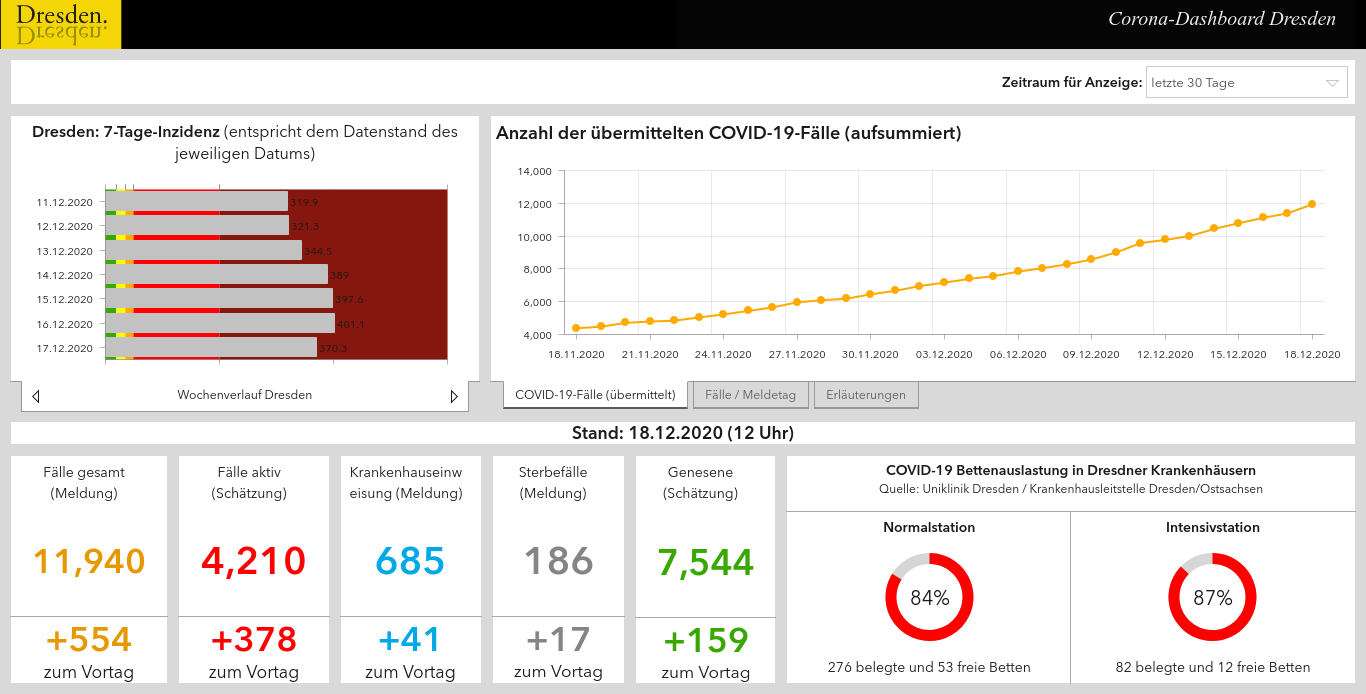 Dresden.
Corona-Dashboard Dresden
Zeitraum für Anzeige:
letzte 30 Tage
Dresden: 7-Tage-Inzidenz (entspricht dem Datenstand des
jeweiligen Datums)
11.12.2020 319.9
12.12.2020 321.3
13.12.2020 344.5
14.12.2020 389
15.12.2020 397.6
16.12.2020 401.1
17.12.2020 370.3
Wochenverlauf Dresden
Anzahl der übermittelten COVID-19-Fälle (aufsummiert)
14,000
12,000
10,000
8,000
6,000
4,000
18.11.2020 21.11.2020 24.11.2020 27.11.2020 30.11.2020 03.12.2020 06.12.2020 09.12.2020 12.12.2020 15.12.2020 18.12.2020
COVID-19-Fälle (übermittelt) Fälle / Meldetag Erläuterungen
Stand: 18.12.2020 (12 Uhr)
Fälle gesamt
(Meldung)
11,940
+554
zum Vortag
Fälle aktiv
(Schätzung)
4,210
+378
zum Vortag
Krankenhauseinw
eisung (Meldung)
685
+41
zum Vortag
Sterbefälle
(Meldung)
186
+17
zum Vortag
Genesene
(Schätzung)
7,544
+159
zum Vortag
COVID-19 Bettenauslastung in Dresdner Krankenhäusern
Quelle: Uniklinik Dresden / Krankenhausleitstelle Dresden/Ostsachsen
Normalstation
84%
276 belegte und 53 freie Betten
Intensivstation
87%
82 belegte und 12 freie Betten